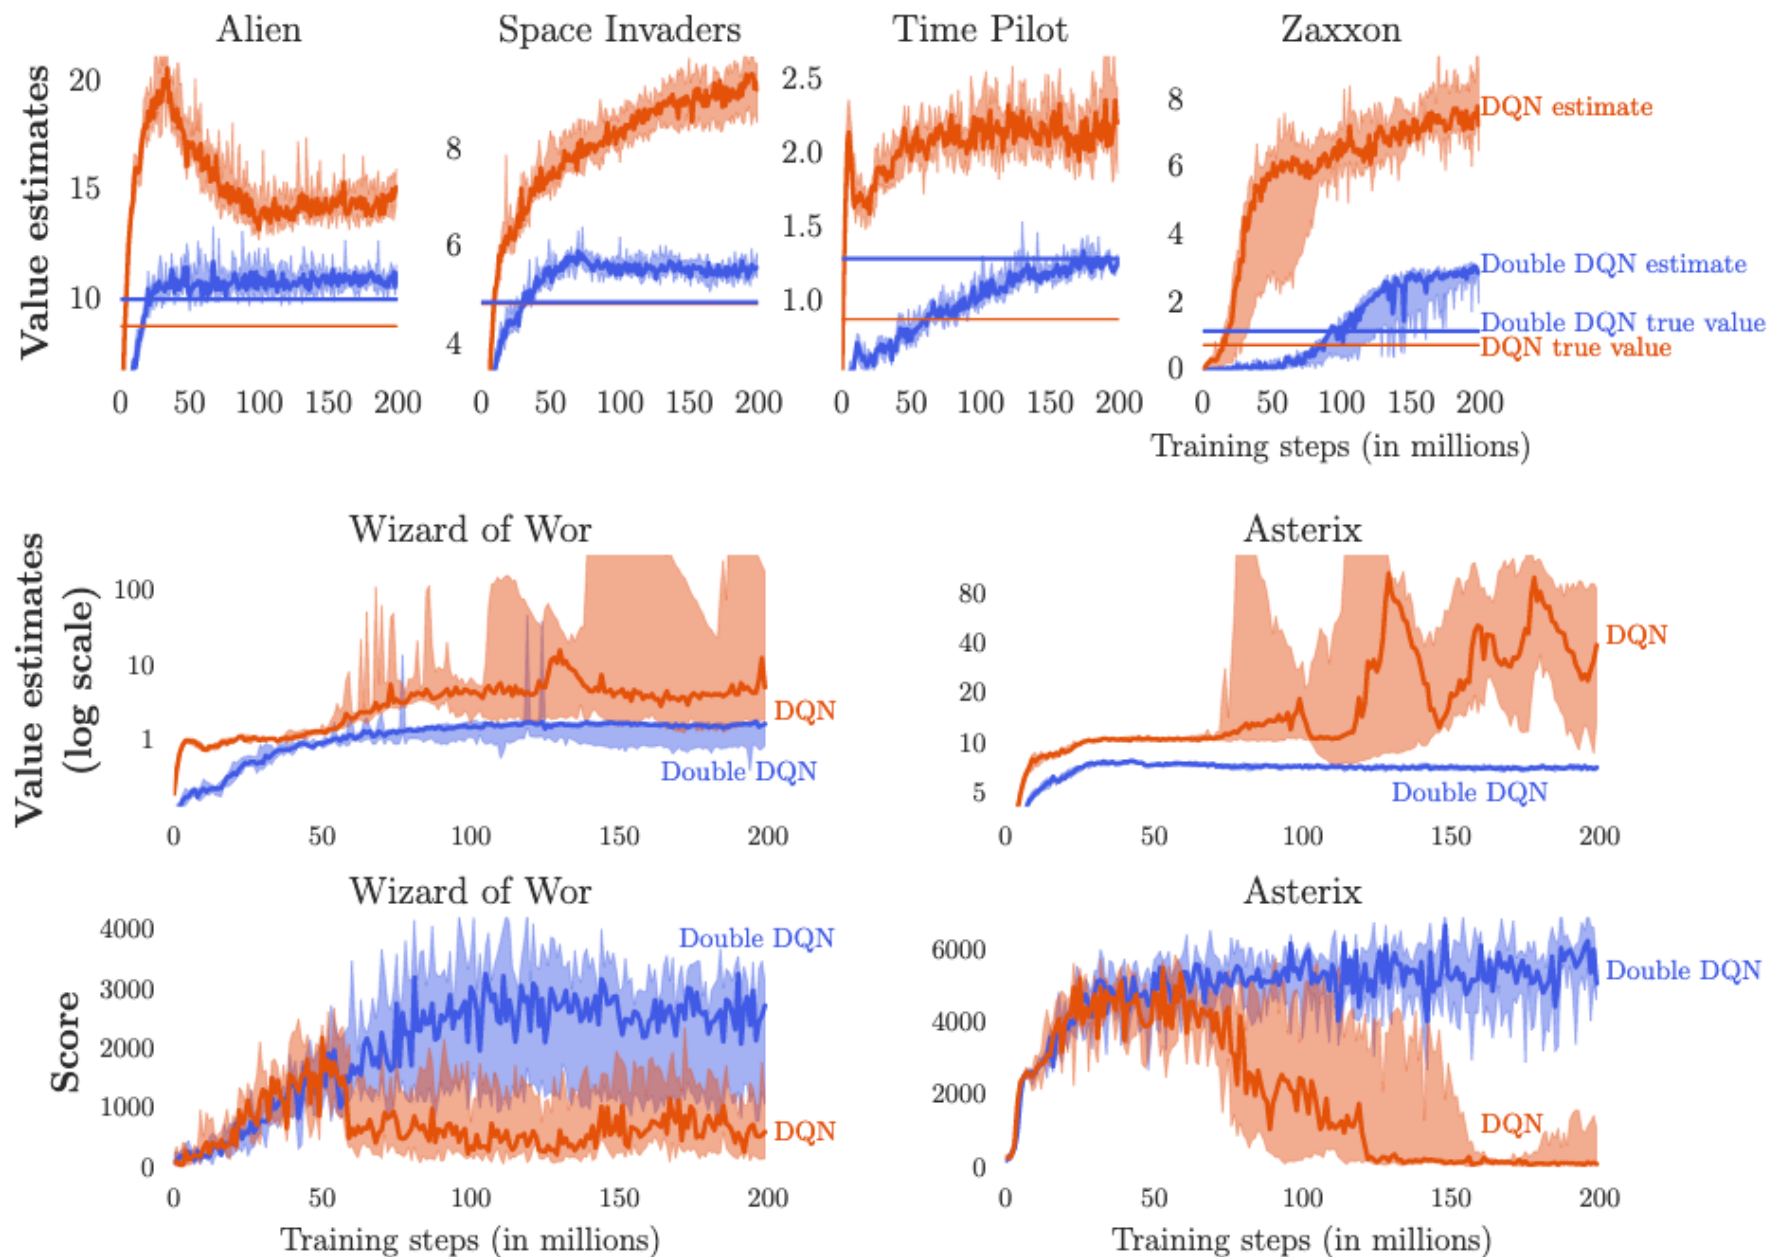 Alien Space Invaders Time Pilot Zaxxon
Value estimates
20
15
10
0 50 100 150 200
8
6
4
0 50 100 150 200
2.5
2.0
1.5
1.0
0 50 100 150 200
8
6
4
2
0
0 50 100 150 200
DQN estimate
Double DQN estimate
Double DQN true value
DQN true value
Training steps (in millions)
Wizard of Wor
Value estimates
(log scale)
100
10
1
DQN
Double DQN
0 50 100 150 200
Asterix
80
40
20
10
5
DQN
Double DQN
0 50 100 150 200
Wizard of Wor
Score
4000
3000
2000
1000
0
Double DQN
DQN
0 50 100 150 200
Training steps (in millions)
Asterix
6000
4000
2000
0
Double DQN
DQN
0 50 100 150 200
Training steps (in millions)